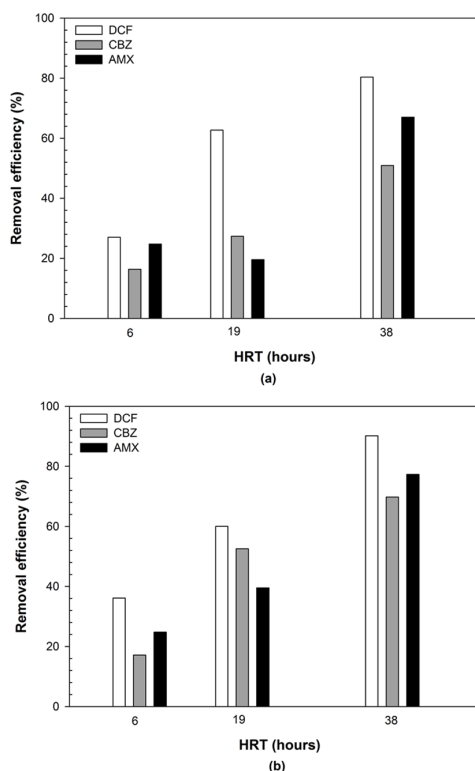 100
80
60
40
20
0
Removal efficiency (%)
DCF
CBZ
AMX
6 19 38
HRT (hours)
(a)
100
80
60
40
20
0
Removal efficiency (%)
DCF
CBZ
AMX
6 19 38
HRT (hours)
(b)